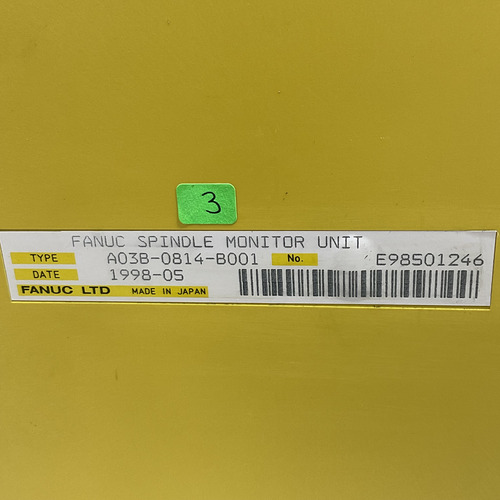 3
FANUC SPINDLE MONITOR UNIT
TYPE A03B-0814-B001 No. E98501246
DATE 1998-05
FANUC LTD MADE IN JAPAN